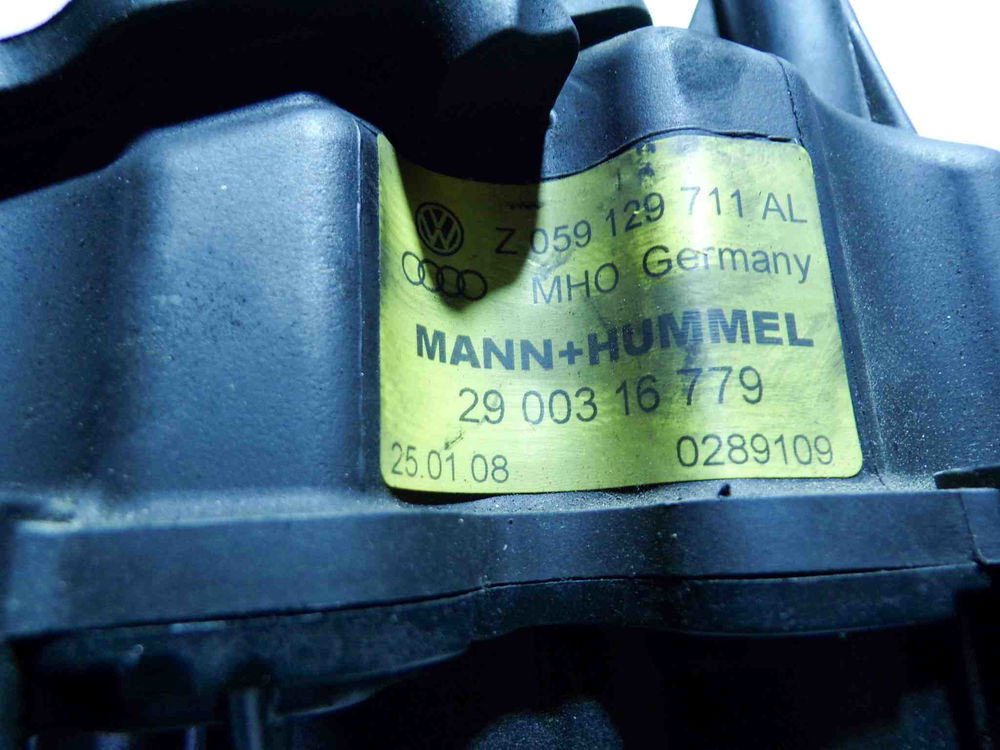 Z 059 129 711 AL
MHO Germany
MANN+HUMMEL
29 003 16 779
25.01.08 0289109